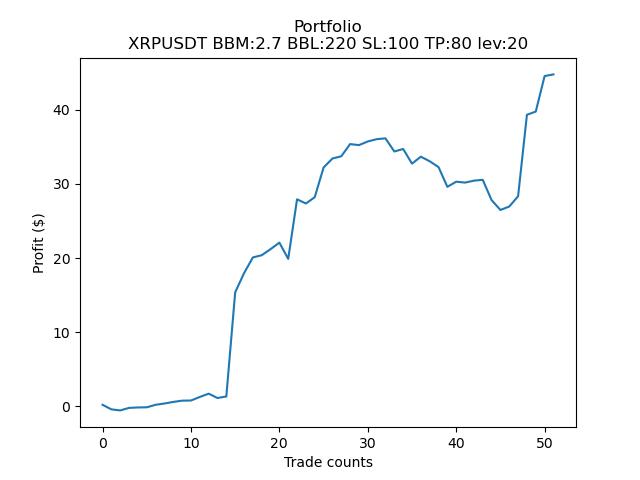 Portfolio
XRPUSDT BBM:2.7 BBL:220 SL:100 TP:80 lev:20
Profit ($)
40
30
20
10
0
0 10 20 30 40 50
Trade counts